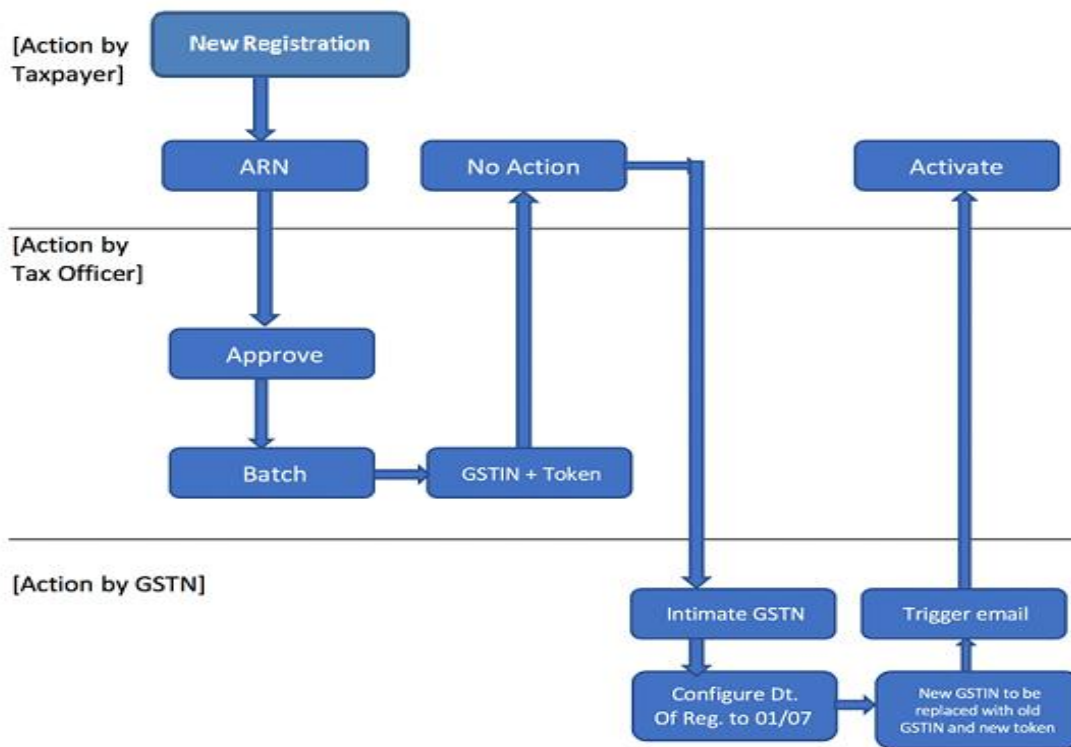 [Action by
Taxpayer]
New Registration
ARN
No Action
Activate
[Action by
Tax Officer]
Approve
Batch
GSTIN + Token
[Action by GSTN]
Intimate GSTN
Trigger email
Configure Dt.
Of Reg. to 01/07
New GSTIN to be
replaced with old
GSTIN and new token